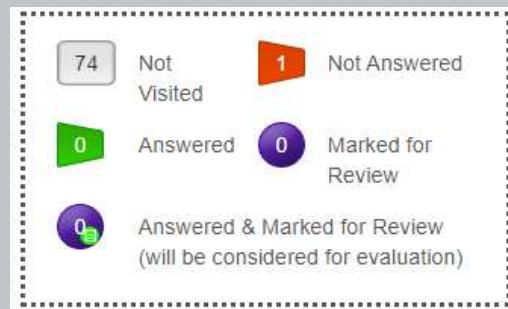 74 Not Visited
1 Not Answered
0 Answered
0 Marked for Review
0 Answered & Marked for Review
(will be considered for evaluation)